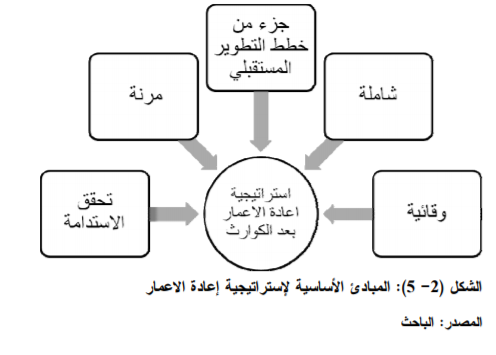 جزء من
خطط التطوير
المستقبلي
مرنة
شاملة
تحقق
الاستدامة
استراتيجية
اعادة الاعمار
بعد الكوارث
وقائية
الشكل (2- 5): المبادئ الأساسية لإستراتيجية إعادة الاعمار
المصدر: الباحث